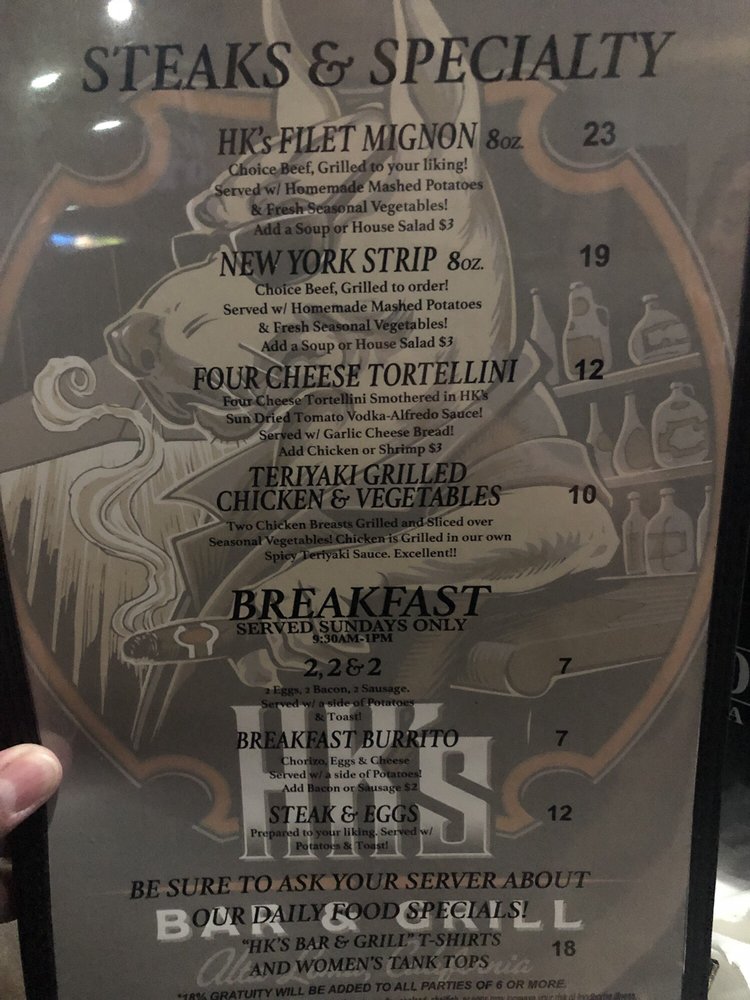 STEAKS & SPECIALTY
HK's FILET MIGNON 8oz. 23
Choice Beef, Grilled to your liking!
Served w/ Homemade Mashed Potatoes
& Fresh Seasonal Vegetables!
Add a Soup or House Salad $3
NEW YORK STRIP 8oz. 19
Choice Beef, Grilled to order!
Served w/ Homemade Mashed Potatoes
& Fresh Seasonal Vegetables!
Add a Soup or House Salad $3
FOUR CHEESE TORTELLINI 12
Four Cheese Tortellini Smothered in HK's
Sun Dried Tomato Vodka-Alfredo Sauce!
Served w/ Garlic Cheese Bread!
Add Chicken or Shrimp $3
TERIYAKI GRILLED
CHICKEN & VEGETABLES 10
Two Chicken Breasts Grilled and Sliced over
Seasonal Vegetables! Chicken is Grilled in our own
Spicy Teriyaki Sauce. Excellent!!
BREAKFAST
SERVED SUNDAYS ONLY
9:30AM-1PM
2, 2 & 2 7
2 Eggs, 2 Bacon, 2 Sausage.
Served w/ a side of Potatoes
& Toast!
HK's
BREAKFAST BURRITO 7
Chorizo, Eggs & Cheese
Served w/ a side of Potatoes!
Add Bacon or Sausage $2
STEAK & EGGS 12
Prepared to your liking. Served w/
Potatoes & Toast!
BE SURE TO ASK YOUR SERVER ABOUT
OUR DAILY FOOD SPECIALS!
BAR & GRILL
"HK'S BAR & GRILL" T-SHIRTS 18
AND WOMEN'S TANK TOPS
*18% GRATUITY WILL BE ADDED TO ALL PARTIES OF 6 OR MORE.